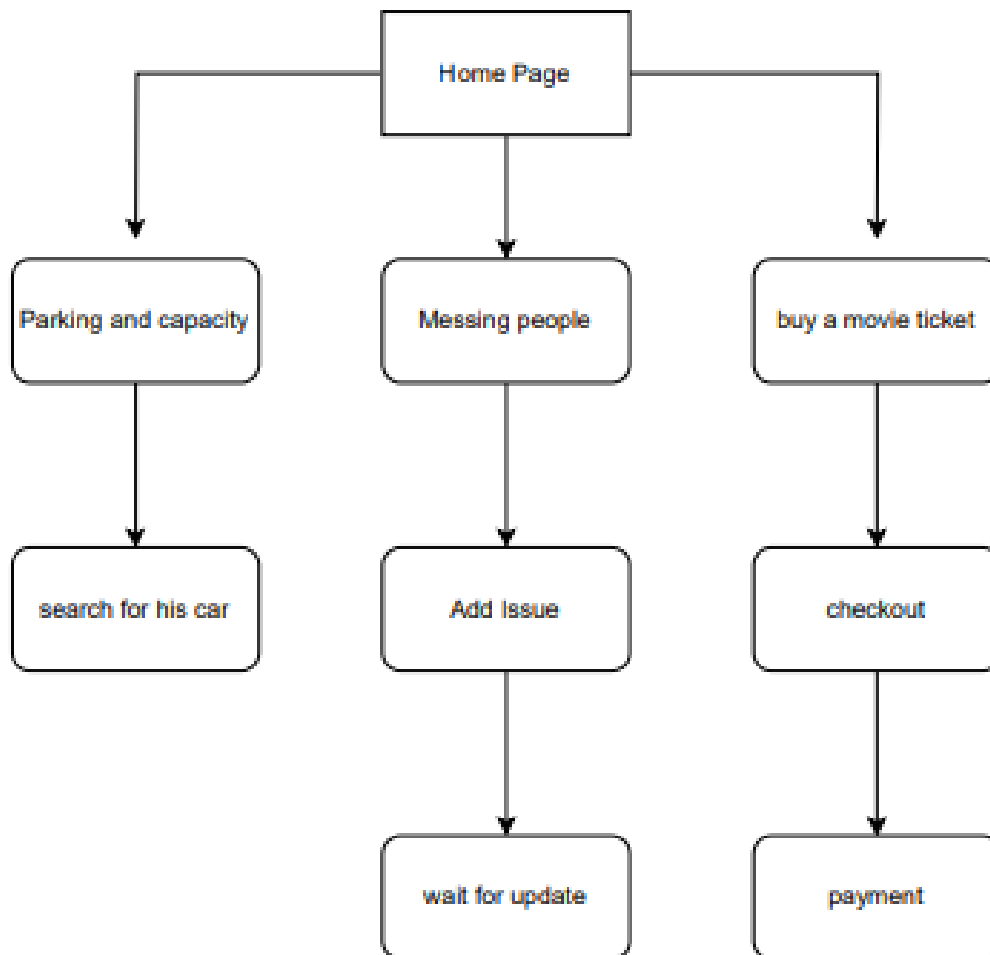 Home Page
Parking and capacity
Messing people
buy a movie ticket
search for his car
Add Issue
checkout
wait for update
payment